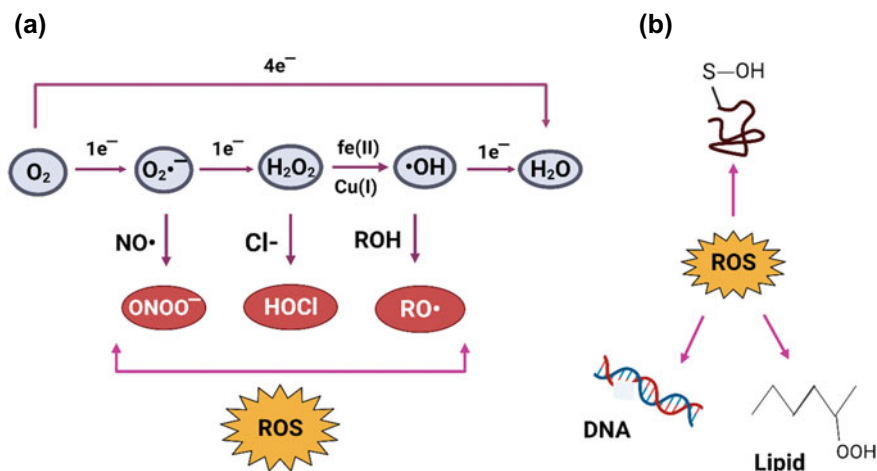 (a)
(b)
4e⁻
S—OH
1e⁻ 1e⁻ fe(II) 1e⁻
O₂ O₂•⁻ H₂O₂ •OH H₂O
Cu(I)
NO• Cl- ROH
ONOO⁻ HOCl RO•
ROS
ROS
DNA
Lipid
OOH